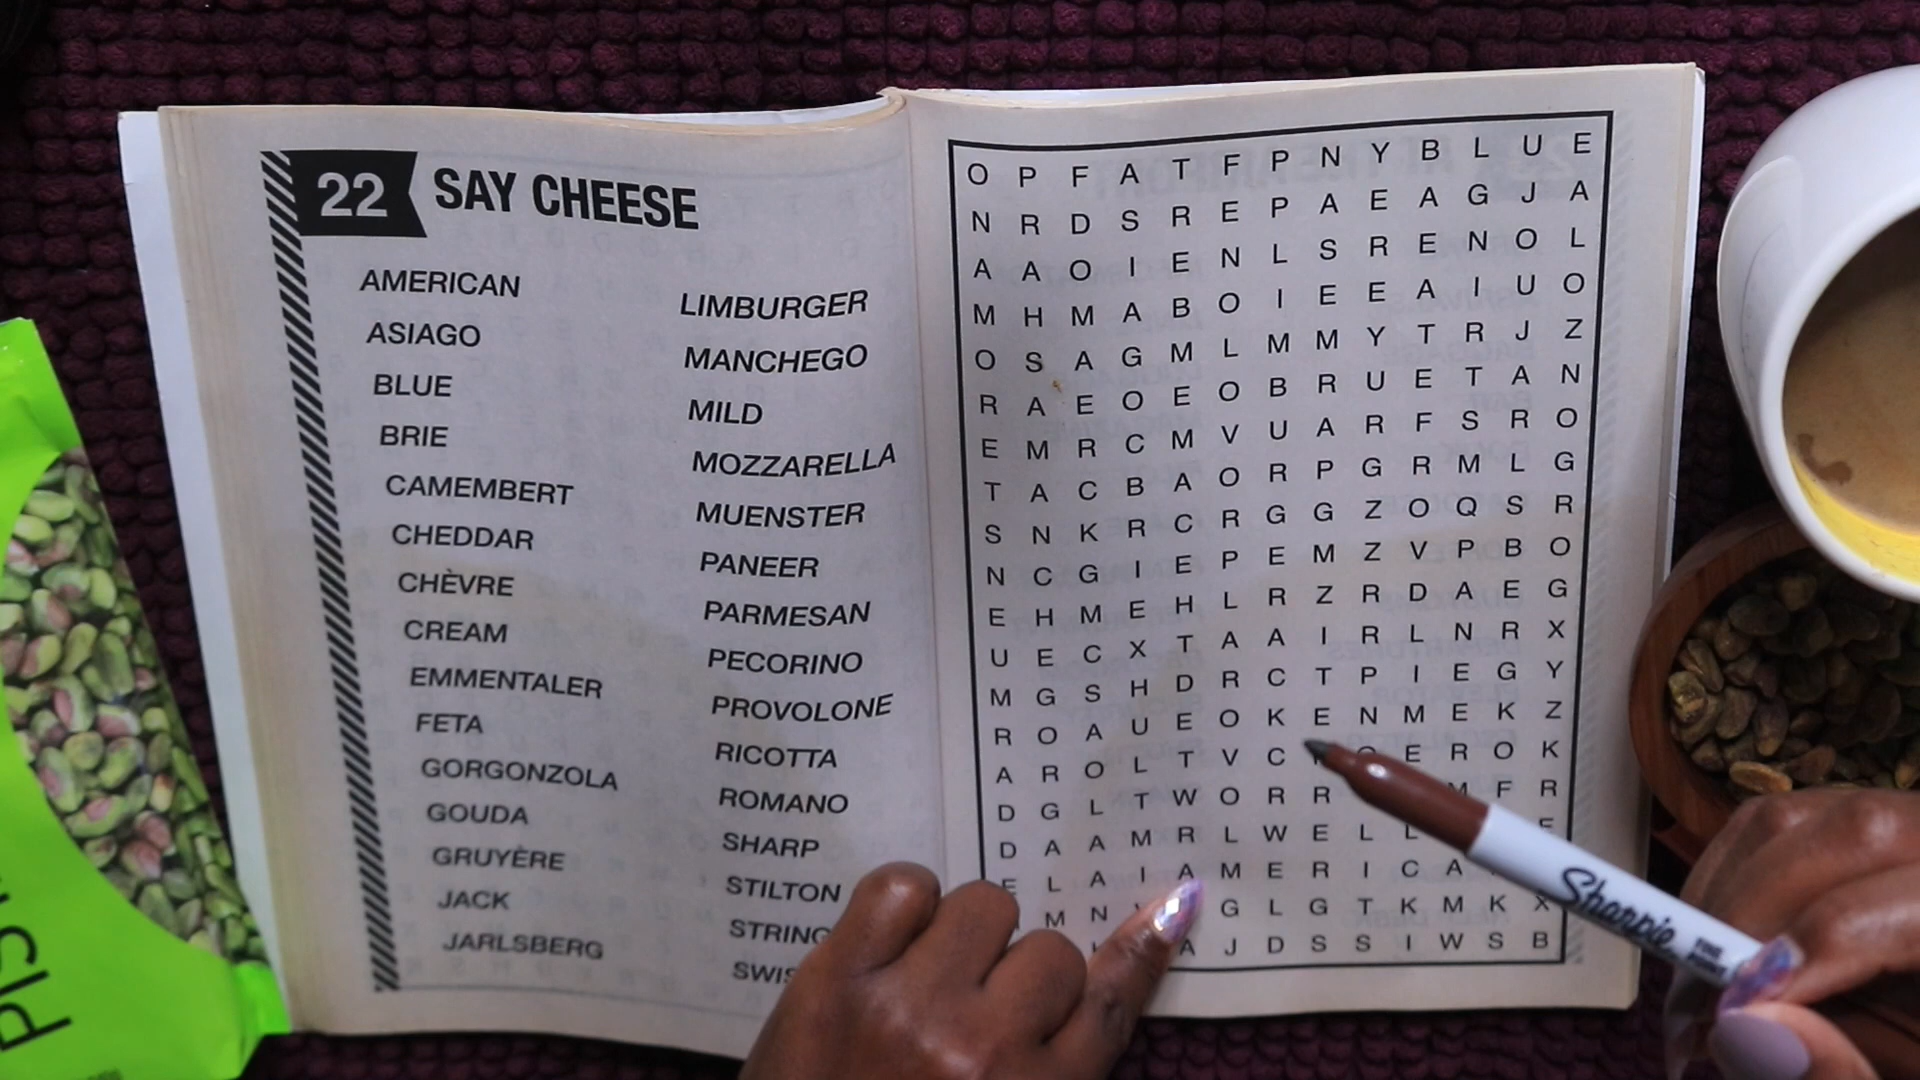 22 SAY CHEESE
AMERICAN
ASIAGO
BLUE
BRIE
CAMEMBERT
CHEDDAR
CHÈVRE
CREAM
EMMENTALER
FETA
GORGONZOLA
GOUDA
GRUYÈRE
JACK
JARLSBERG
LIMBURGER
MANCHEGO
MILD
MOZZARELLA
MUENSTER
PANEER
PARMESAN
PECORINO
PROVOLONE
RICOTTA
ROMANO
SHARP
STILTON
STRING
O P F A T F P N Y B L U E
N R D S R E P A E A G J A
A A O I E N L S R E N O L
M H M A B O I E E A I U O
O S A G M L M M Y T R J Z
R A E O E O B R U E T A N
E M R C M V U A R F S R O
T A C B A O R P G R M L G
S N K R C R G G Z O Q S R
N C G I E P E M Z V P B O
E H M E H L R Z R D A E G
U E C X T A A I R L N R X
M G S H D R C T P I E G Y
R O A U E O K E N M E K Z
A R O L T V C E R O K
D G L T W O R R M F R
D A A M R L W E L L E
E L A I A M E R I C A
M N G L G T K M K X
A J D S S I W S B
Sharpie